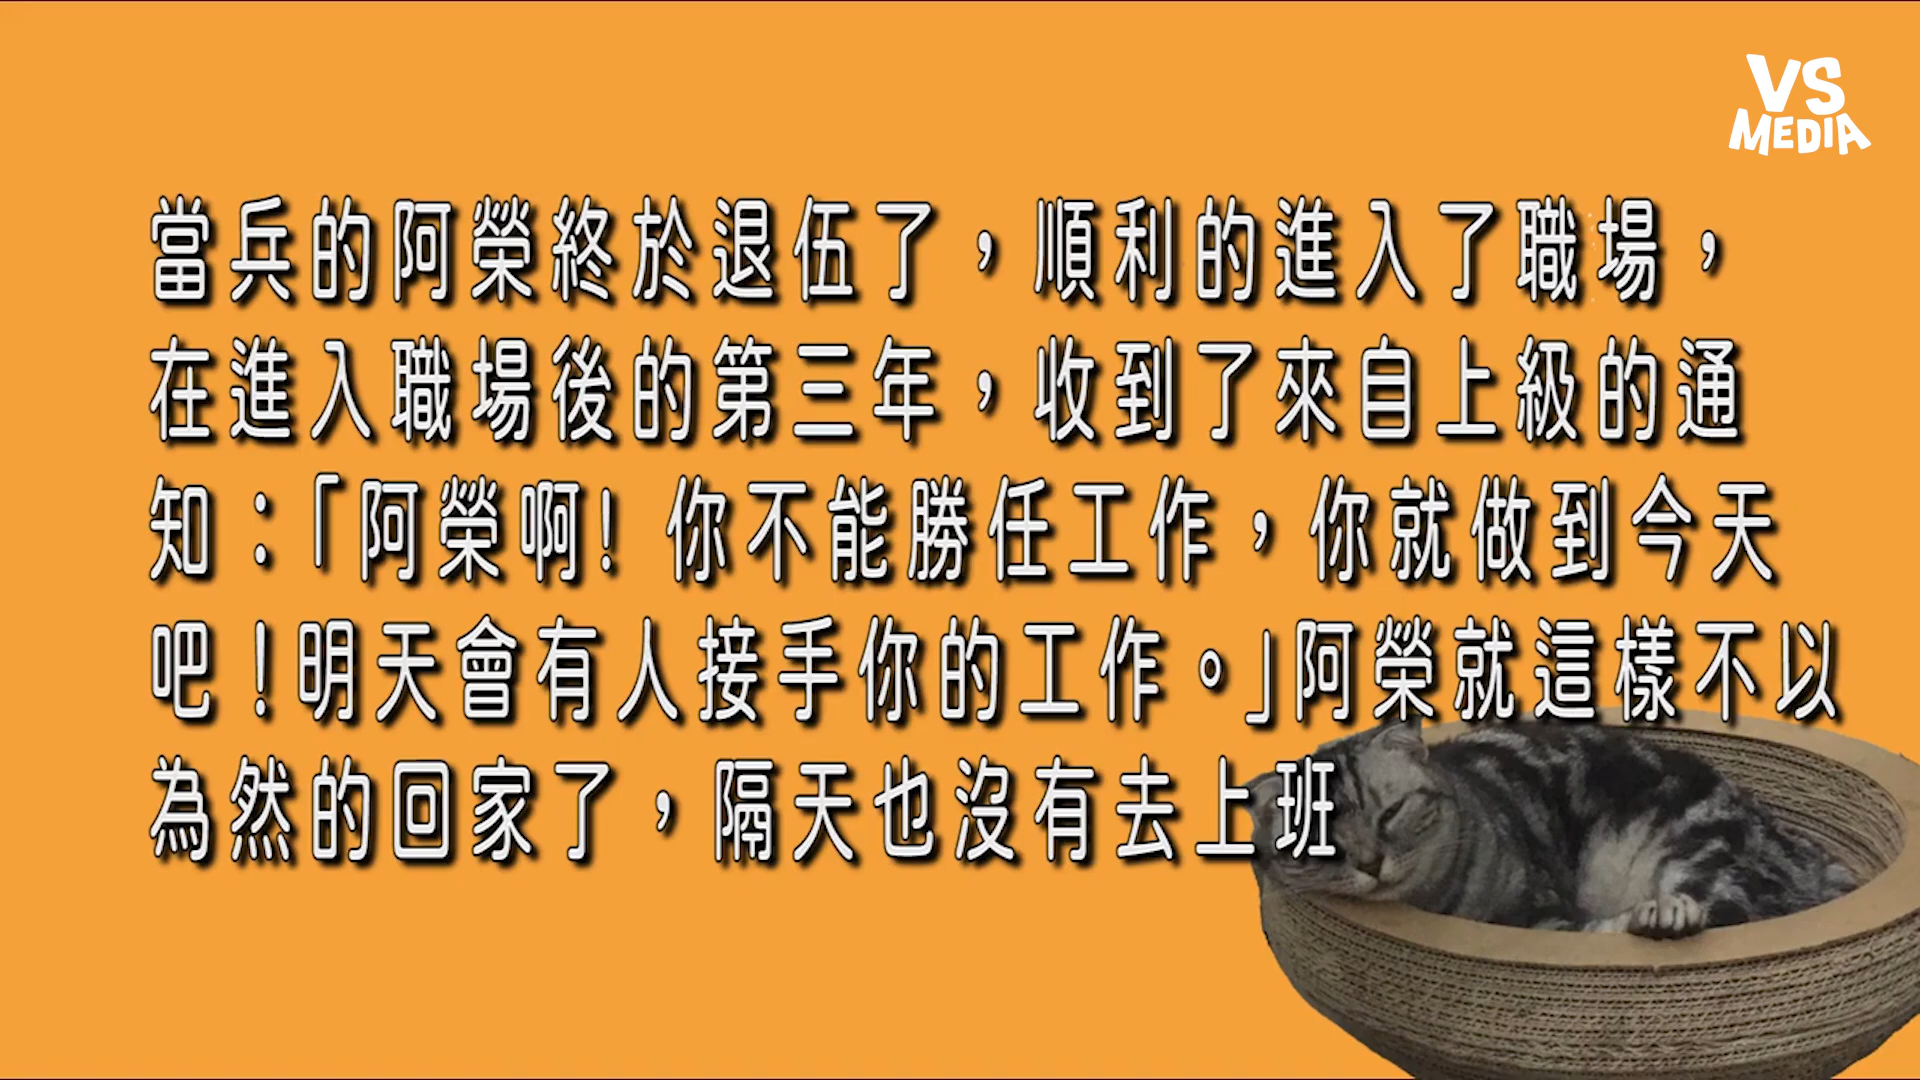 VS
MEDIA
當兵的阿榮終於退伍了，順利的進入了職場，
在進入職場後的第三年，收到了來自上級的通
知：「阿榮啊! 你不能勝任工作，你就做到今天
吧！明天會有人接手你的工作。」阿榮就這樣不以
為然的回家了，隔天也沒有去上班